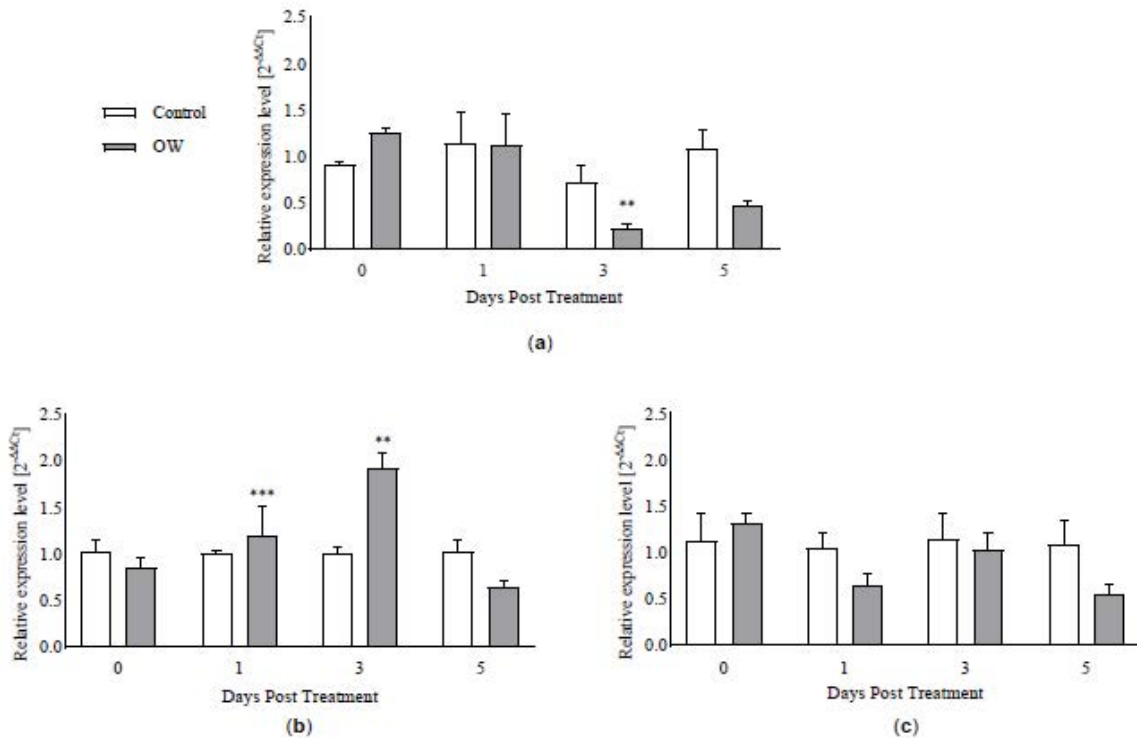 Control
OW
Relative expression level [2^-ΔΔCt]
2.5
2.0
1.5
1.0
0.5
0.0
**
0 1 3 5
Days Post Treatment
(a)
Relative expression level [2^-ΔΔCt]
2.5
2.0
1.5
1.0
0.5
0.0
***
**
0 1 3 5
Days Post Treatment
(b)
Relative expression level [2^-ΔΔCt]
2.5
2.0
1.5
1.0
0.5
0.0
0 1 3 5
Days Post Treatment
(c)